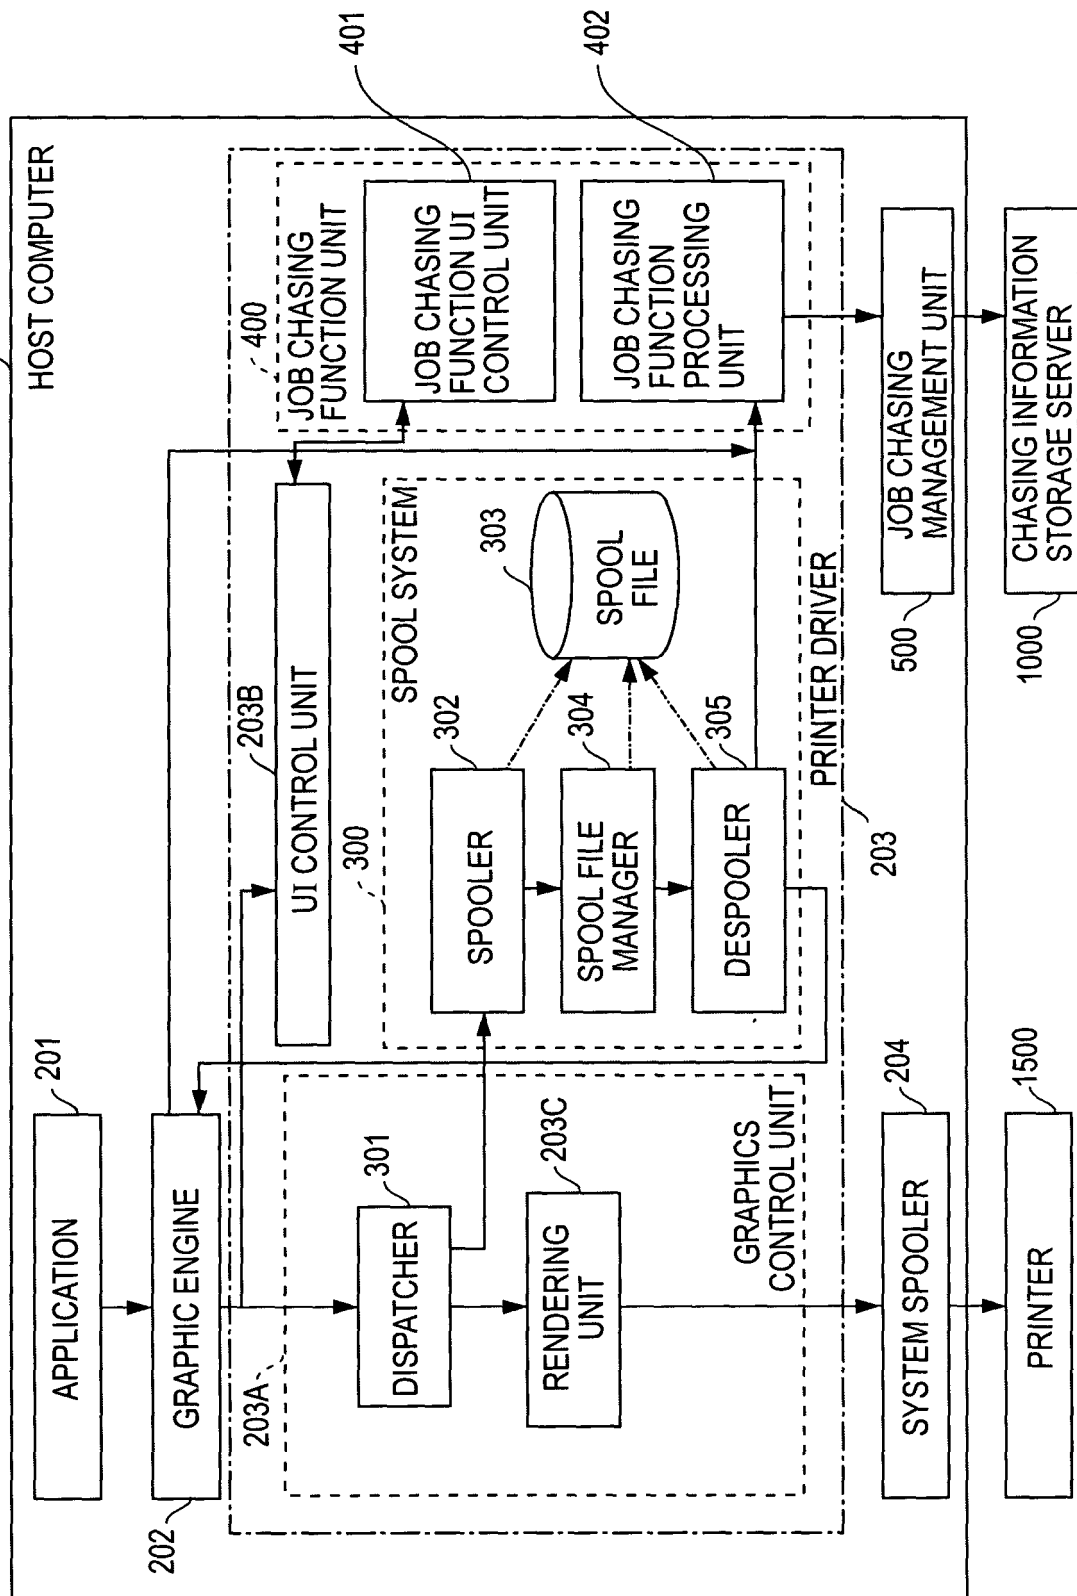 HOST COMPUTER
APPLICATION
201
GRAPHIC ENGINE
202
203A
DISPATCHER
301
RENDERING
UNIT
203C
GRAPHICS
CONTROL UNIT
UI CONTROL UNIT
203B
300
SPOOL SYSTEM
SPOOLER
302
SPOOL FILE
MANAGER
304
DESPOOLER
305
SPOOL
FILE
303
PRINTER DRIVER
203
400
JOB CHASING
FUNCTION UNIT
JOB CHASING
FUNCTION UI
CONTROL UNIT
401
JOB CHASING
FUNCTION
PROCESSING
UNIT
402
SYSTEM SPOOLER
204
JOB CHASING
MANAGEMENT UNIT
500
PRINTER
1500
CHASING INFORMATION
STORAGE SERVER
1000